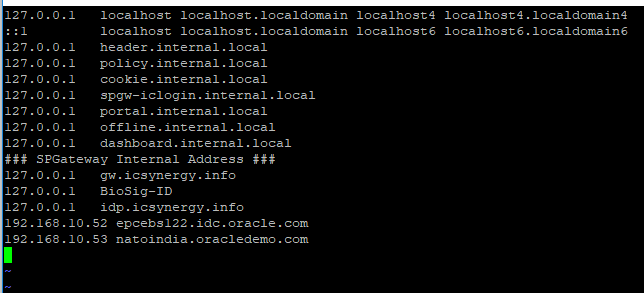 127.0.0.1   localhost localhost.localdomain localhost4 localhost4.localdomain4
::1         localhost localhost.localdomain localhost6 localhost6.localdomain6
127.0.0.1   header.internal.local
127.0.0.1   policy.internal.local
127.0.0.1   cookie.internal.local
127.0.0.1   spgw-iclogin.internal.local
127.0.0.1   portal.internal.local
127.0.0.1   offline.internal.local
127.0.0.1   dashboard.internal.local
### SPGateway Internal Address ###
127.0.0.1   gw.icsynergy.info
127.0.0.1   BioSig-ID
127.0.0.1   idp.icsynergy.info
192.168.10.52 epcebs122.idc.oracle.com
192.168.10.53 natoindia.oracledemo.com
~
~